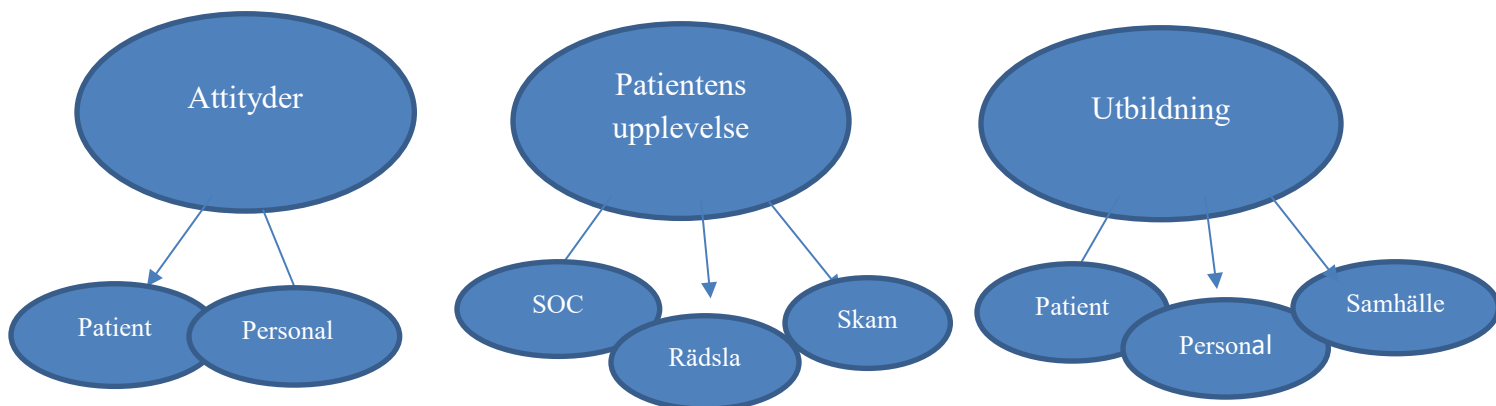 Attityder
Patientens
upplevelse
Utbildning
Patient
Personal
SOC
Rädsla
Skam
Patient
Personal
Samhälle